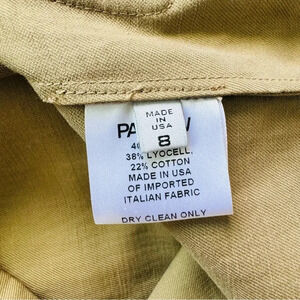 MADE
IN
USA
8
38% LYOCELL
22% COTTON
MADE IN USA
OF IMPORTED
ITALIAN FABRIC
DRY CLEAN ONLY